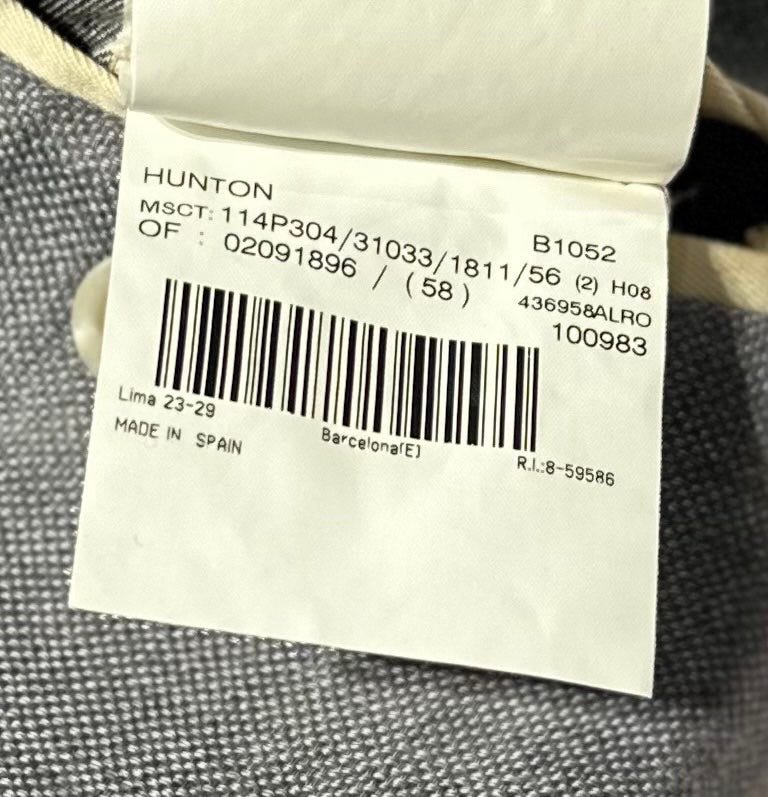 HUNTON
B1052
MSCT: 114P304/31033/1811/56 (2) H08
OF : 02091896 / (58) 436958ALRO
100983
Lima 23-29
Barcelona(E)
R.I.:8-59586
MADE IN SPAIN